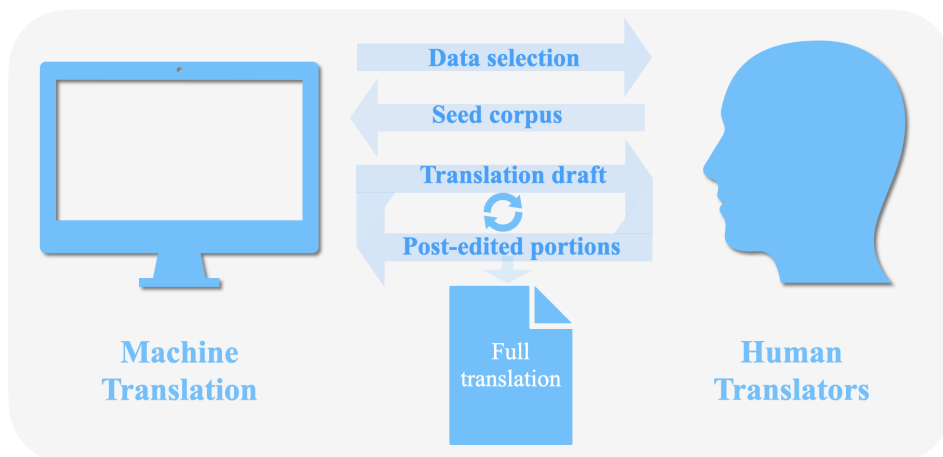 Data selection
Seed corpus
Translation draft
Post-edited portions
Full
translation
Machine
Translation
Human
Translators